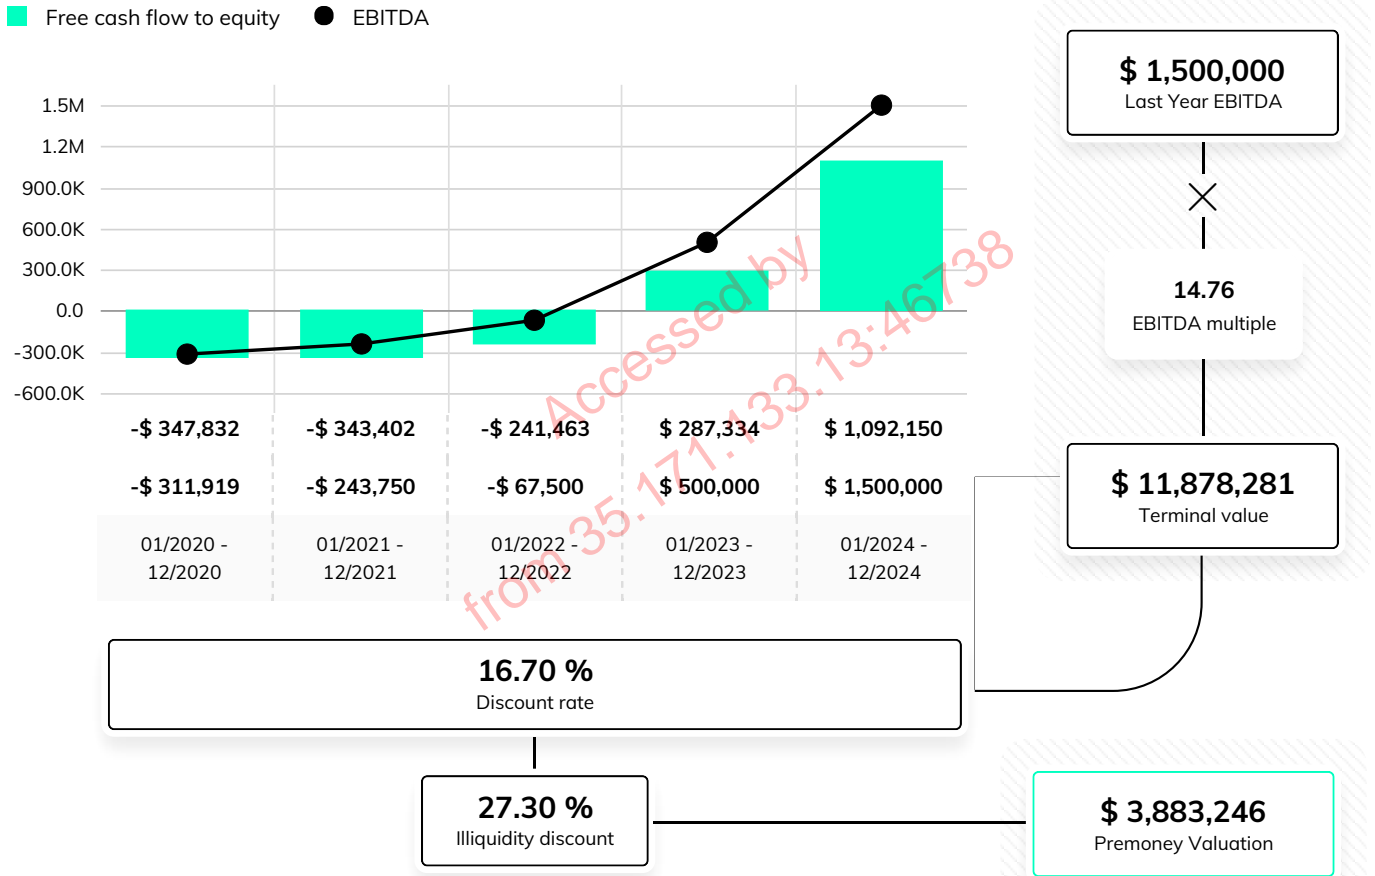 Free cash flow to equity EBITDA
1.5M
1.2M
900.0K
600.0K
300.0K
0.0
-300.0K
-600.0K
-$ 347,832 -$ 343,402 -$ 241,463 $ 287,334 $ 1,092,150
-$ 311,919 -$ 243,750 -$ 67,500 $ 500,000 $ 1,500,000
01/2020 - 01/2021 - 01/2022 - 01/2023 - 01/2024 -
12/2020 12/2021 12/2022 12/2023 12/2024
Accessed by
from 35.171.133.13:46738
$ 1,500,000
Last Year EBITDA
14.76
EBITDA multiple
$ 11,878,281
Terminal value
16.70 %
Discount rate
27.30 %
Illiquidity discount
$ 3,883,246
Premoney Valuation